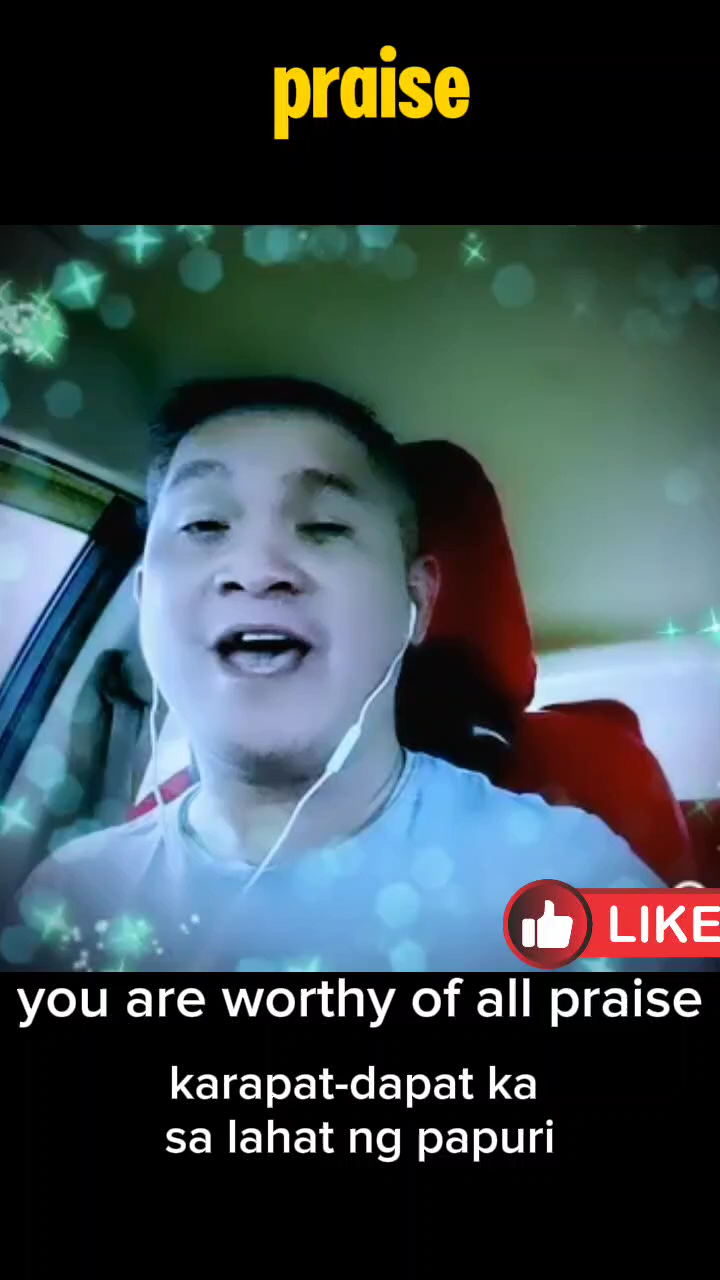 praise
LIKE
you are worthy of all praise
karapat-dapat ka
sa lahat ng papuri